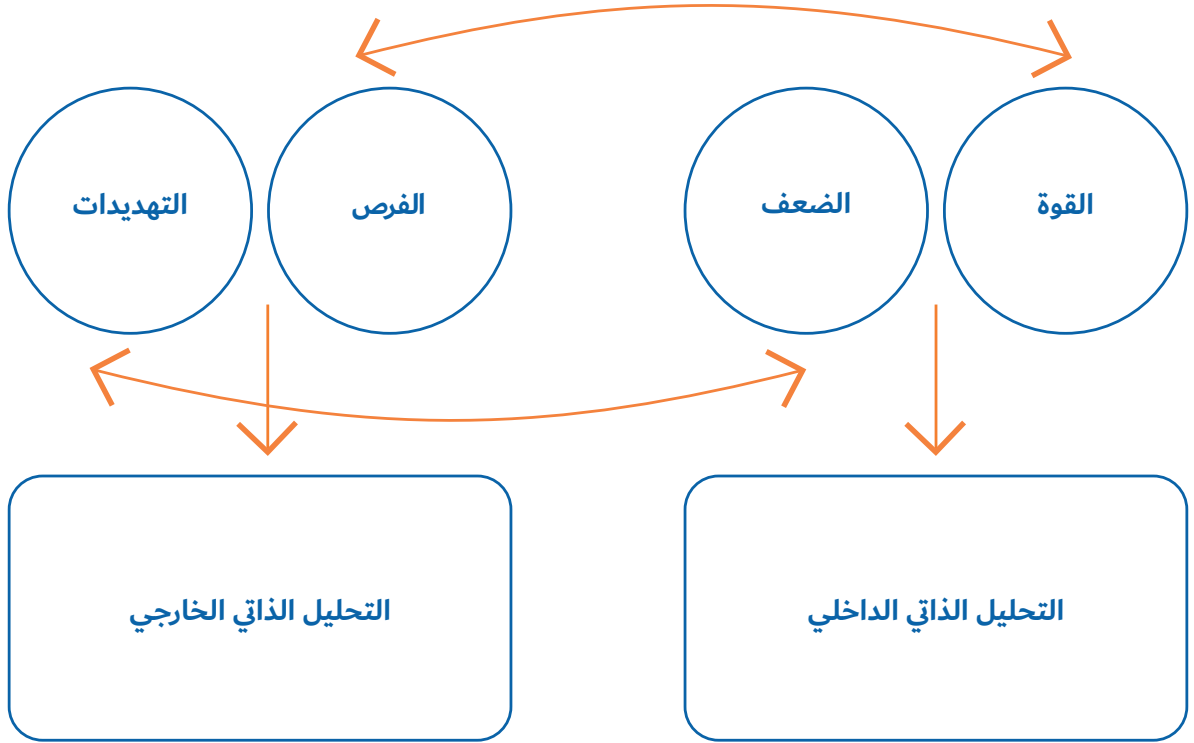 القوة
الضعف
الفرص
التهديدات
التحليل الذاتي الداخلي
التحليل الذاتي الخارجي